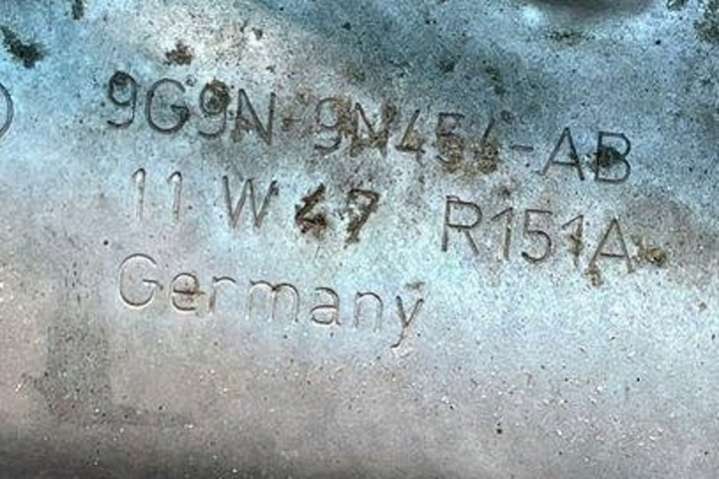 9G9N-9N454-AB
11 W 47 R151A
Germany